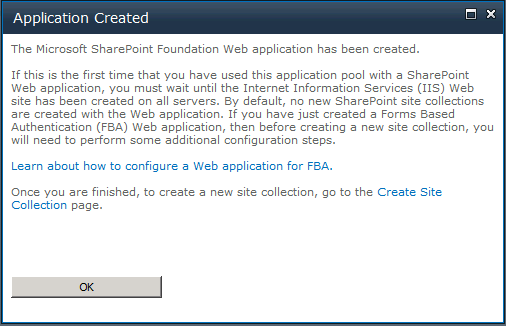 Application Created
The Microsoft SharePoint Foundation Web application has been created.
If this is the first time that you have used this application pool with a SharePoint
Web application, you must wait until the Internet Information Services (IIS) Web
site has been created on all servers. By default, no new SharePoint site collections
are created with the Web application. If you have just created a Forms Based
Authentication (FBA) Web application, then before creating a new site collection, you
will need to perform some additional configuration steps.
Learn about how to configure a Web application for FBA.
Once you are finished, to create a new site collection, go to the Create Site
Collection page.
OK